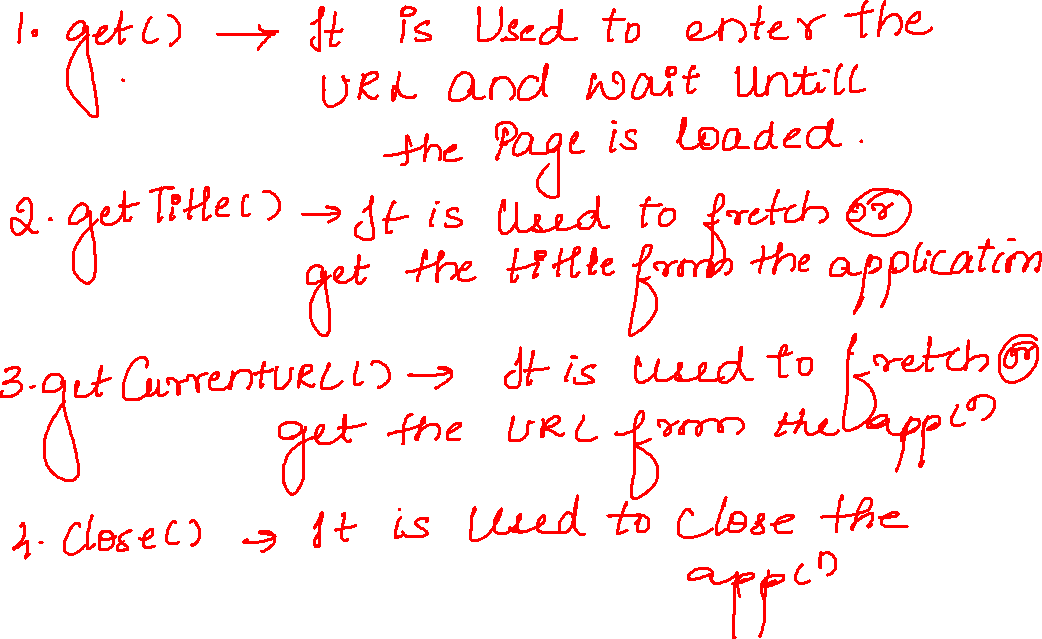 1. get() → It is Used to enter the
URL and wait Untill
the Page is loaded.
2. getTitle() → It is Used to fretch or
get the title from the application
3. getCurrentURL() → It is used to fretch or
get the URL from the appln
4. Close() → It is Used to close the
appln